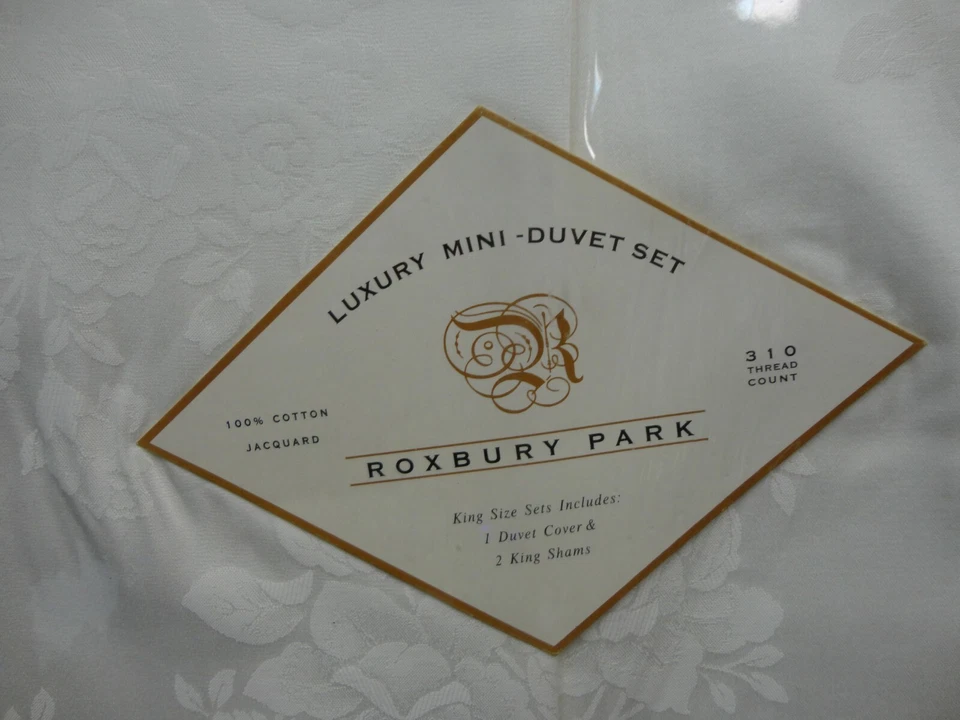 LUXURY MINI-DUVET SET
R
310
THREAD
COUNT
100% COTTON
JACQUARD
ROXBURY PARK
King Size Sets Includes:
1 Duvet Cover &
2 King Shams